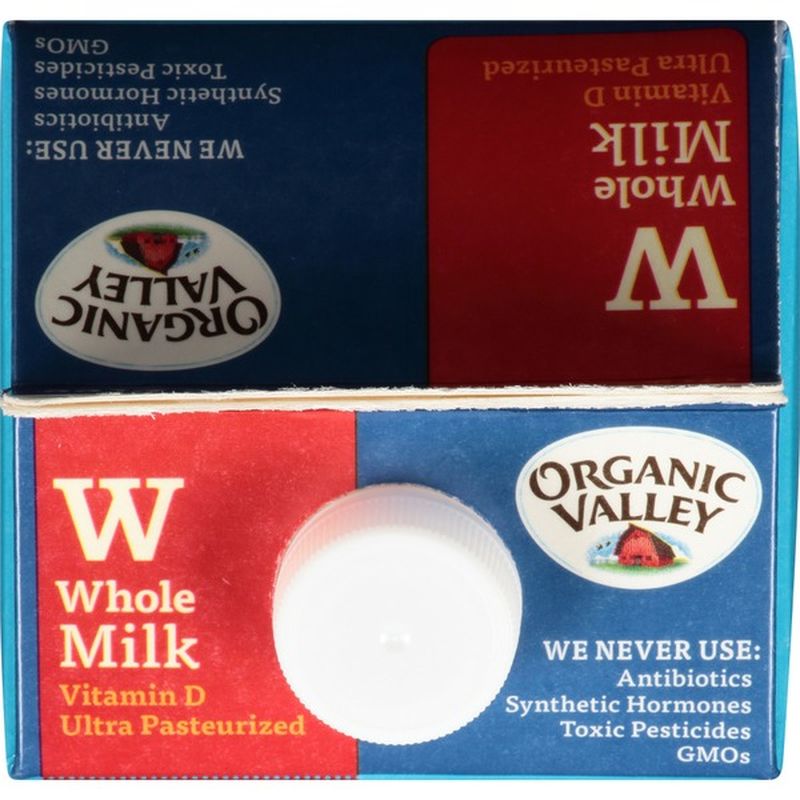 WE NEVER USE:
Antibiotics
Synthetic Hormones
Toxic Pesticides
GMOs
ORGANIC
VALLEY
W
Whole
Milk
Vitamin D
Ultra Pasteurized
W
Whole
Milk
Vitamin D
Ultra Pasteurized
ORGANIC
VALLEY
WE NEVER USE:
Antibiotics
Synthetic Hormones
Toxic Pesticides
GMOs